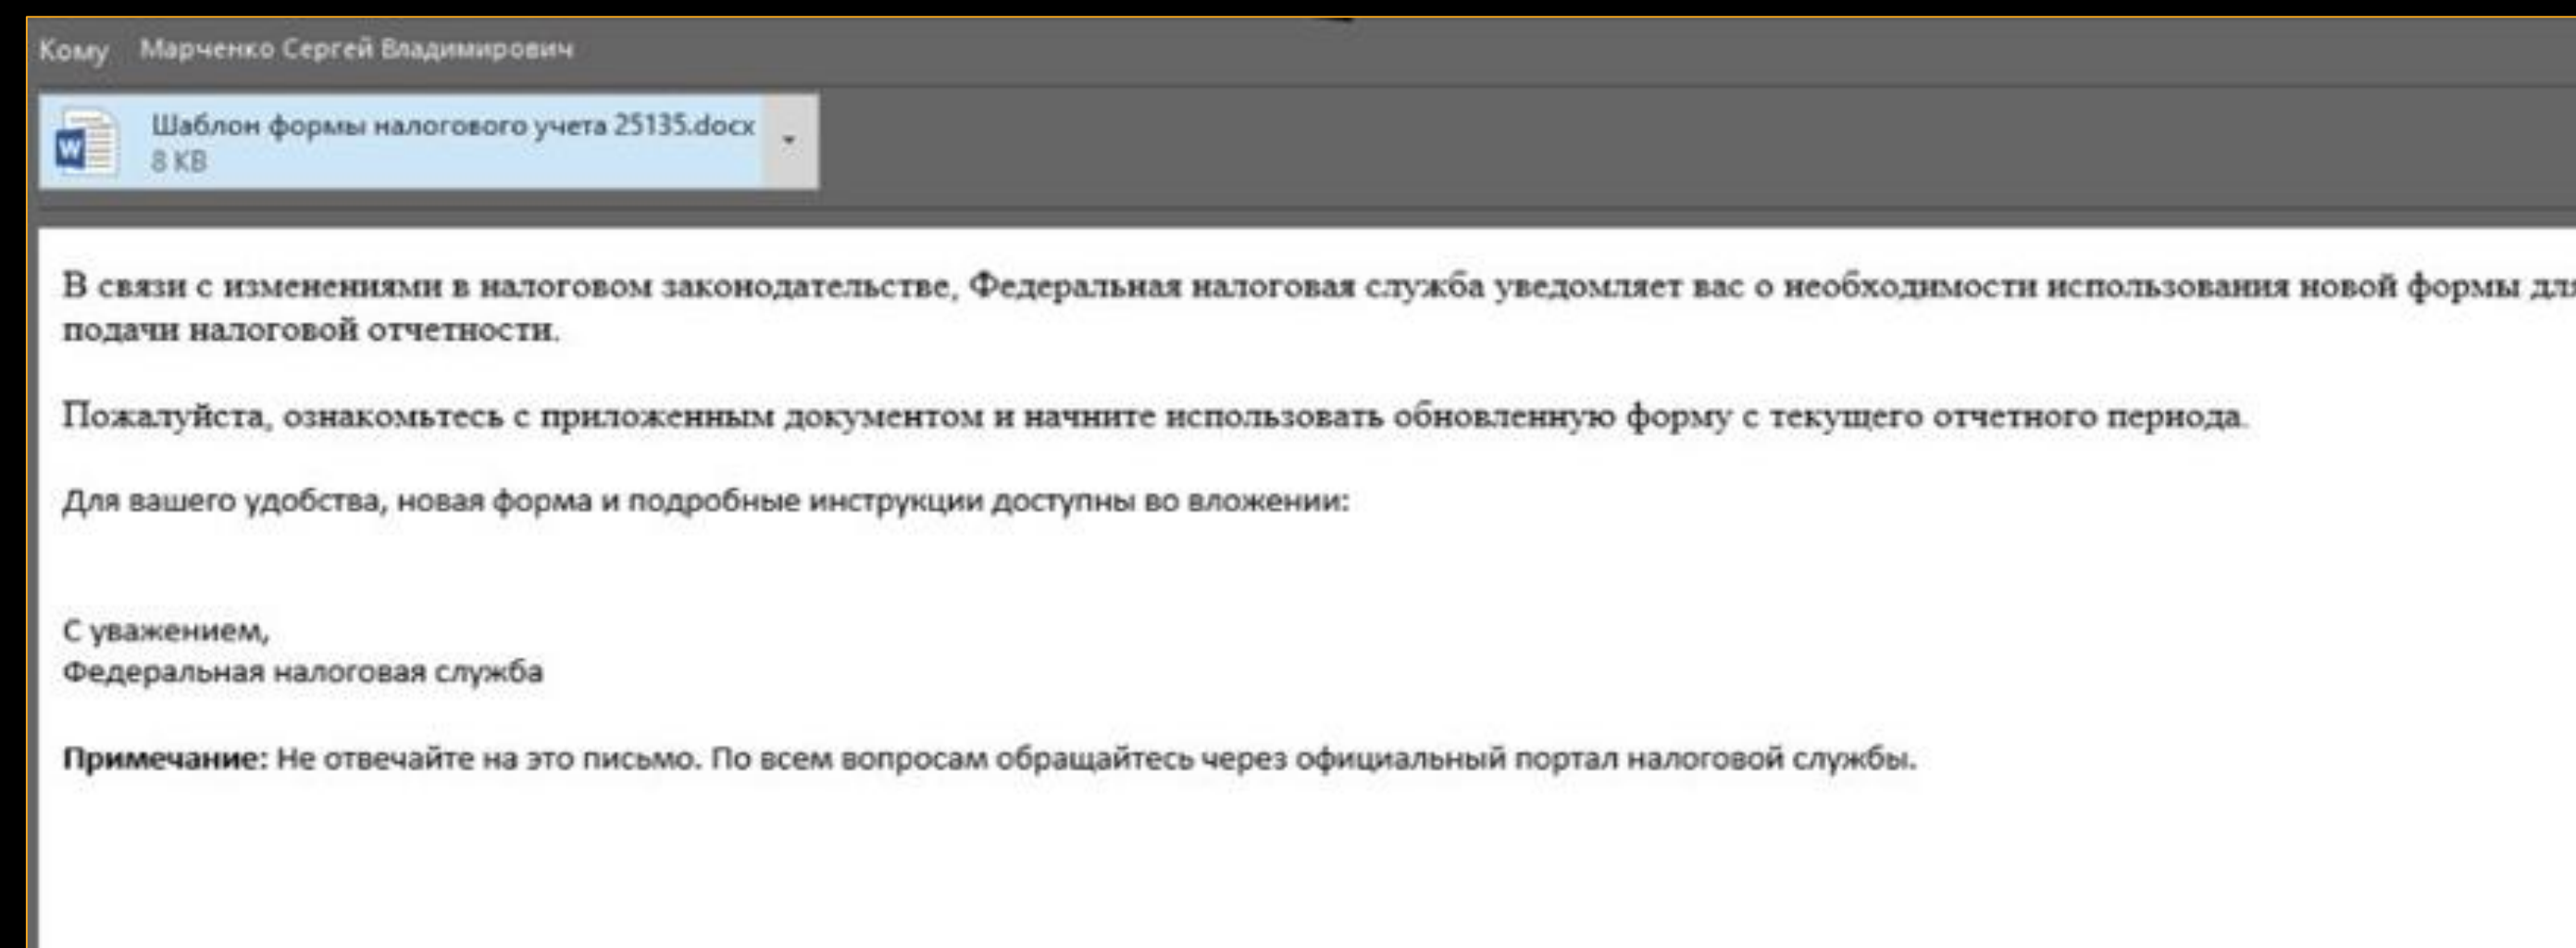 Кому Марченко Сергей Владимирович
Шаблон формы налогового учета 25135.docx
8 KB
В связи с изменениями в налоговом законодательстве, Федеральная налоговая служба уведомляет вас о необходимости использования новой формы для
подачи налоговой отчетности.
Пожалуйста, ознакомьтесь с приложенным документом и начните использовать обновленную форму с текущего отчетного периода.
Для вашего удобства, новая форма и подробные инструкции доступны во вложении:
С уважением,
Федеральная налоговая служба
Примечание: Не отвечайте на это письмо. По всем вопросам обращайтесь через официальный портал налоговой службы.